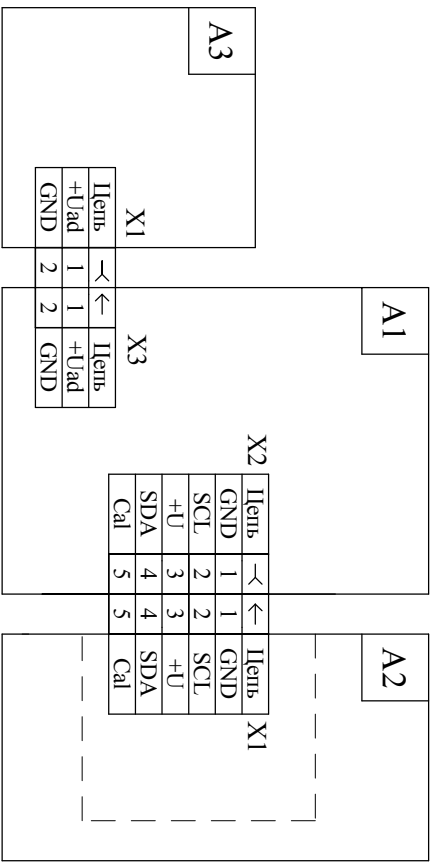 A1 A2
A3
X2 X1
Цепь ≺ ↑ Цепь
GND 1 1 GND
SCL 2 2 SCL
+U 3 3 +U
SDA 4 4 SDA
Cal 5 5 Cal
X1 X3
Цепь ≺ ↑ Цепь
+Uad 1 1 +Uad
GND 2 2 GND